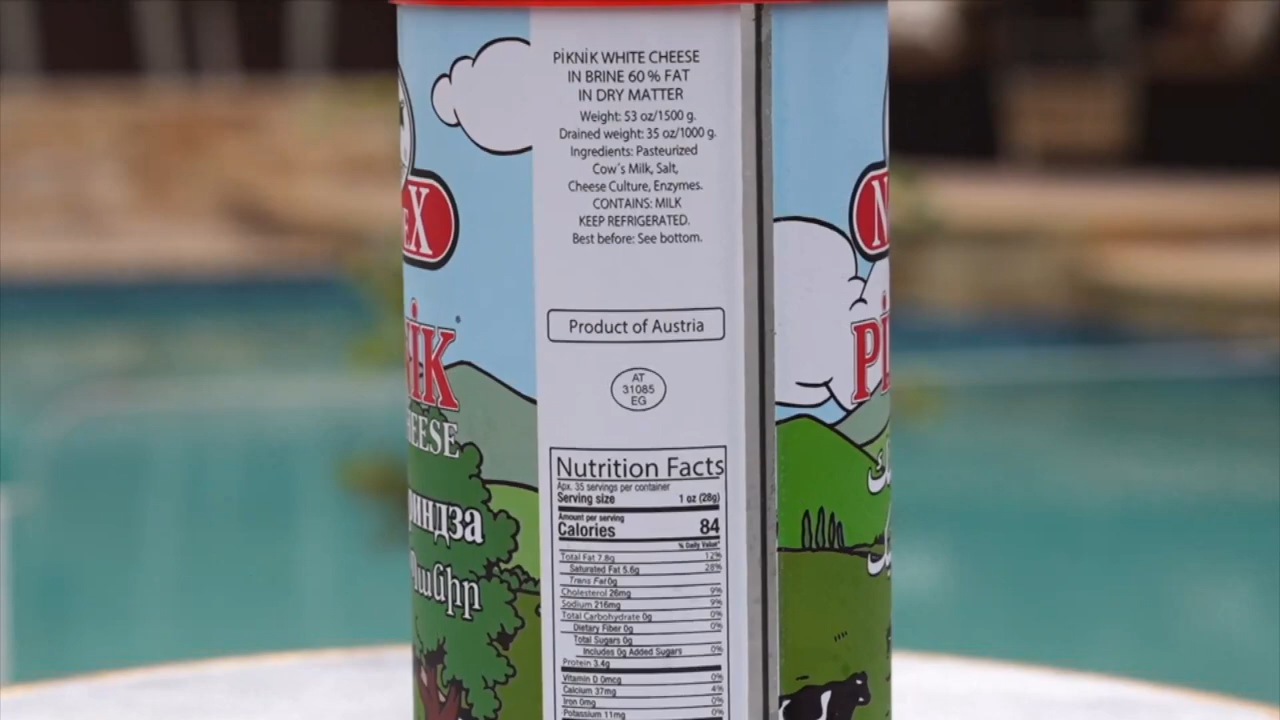 PİKNİK WHITE CHEESE
IN BRINE 60 % FAT
IN DRY MATTER
Weight: 53 oz/1500 g.
Drained weight: 35 oz/1000 g.
Ingredients: Pasteurized
Cow´s Milk, Salt,
Cheese Culture, Enzymes.
CONTAINS: MILK
KEEP REFRIGERATED.
Best before: See bottom.
Product of Austria
AT
31085
EG
Nutrition Facts
Apx. 35 servings per container
Serving size 1 oz (28g)
Amount per serving
Calories 84
% Daily Value*
Total Fat 7.8g 12%
Saturated Fat 5.6g 28%
Trans Fat 0g
Cholesterol 26mg 9%
Sodium 216mg 9%
Total Carbohydrate 0g 0%
Dietary Fiber 0g 0%
Total Sugars 0g
Includes 0g Added Sugars 0%
Protein 3.4g
Vitamin D 0mcg 0%
Calcium 37mg 4%
Iron 0mg 0%
Potassium 11mg 0%
X
NİK
HEESE
индза
Պանիր
N
Pİ